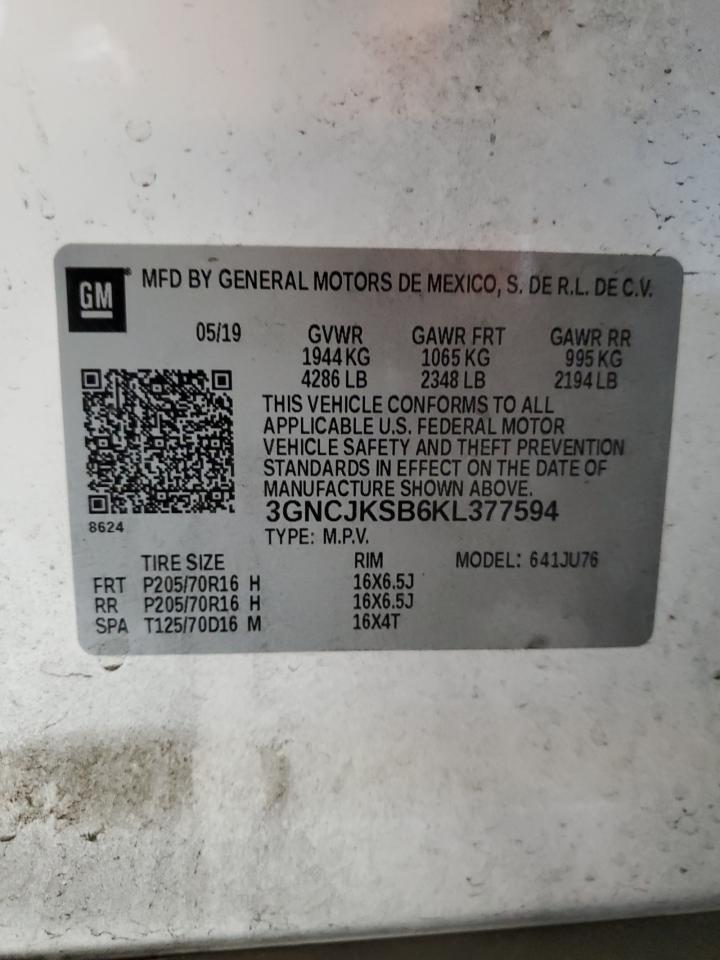 GM® MFD BY GENERAL MOTORS DE MEXICO, S. DE R.L. DE C.V.
05/19 GVWR GAWR FRT GAWR RR
1944 KG 1065 KG 995 KG
4286 LB 2348 LB 2194 LB
THIS VEHICLE CONFORMS TO ALL
APPLICABLE U.S. FEDERAL MOTOR
VEHICLE SAFETY AND THEFT PREVENTION
STANDARDS IN EFFECT ON THE DATE OF
MANUFACTURE SHOWN ABOVE.
3GNCJKSB6KL377594
8624
TYPE: M.P.V.
TIRE SIZE RIM MODEL: 641JU76
FRT P205/70R16 H 16X6.5J
RR P205/70R16 H 16X6.5J
SPA T125/70D16 M 16X4T